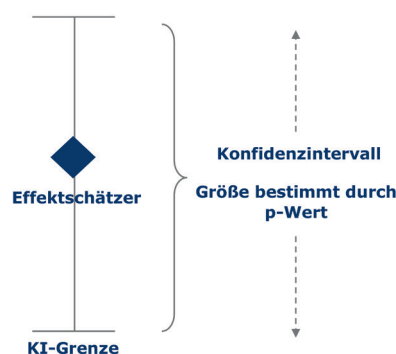 Konfidenzintervall
Effektschätzer
Größe bestimmt durch
p-Wert
KI-Grenze